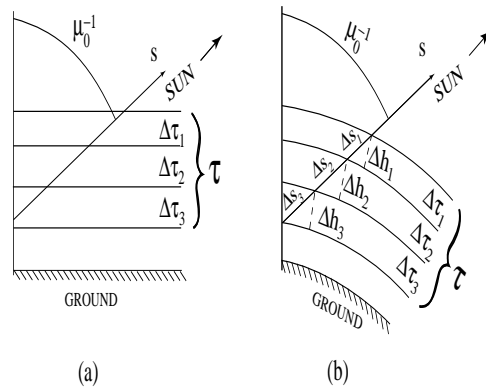 μ₀⁻¹
s
SUN
Δτ₁
Δτ₂
Δτ₃
τ
GROUND
(a)
μ₀⁻¹
s
SUN
Δs₁
Δs₂
Δs₃
Δh₁
Δh₂
Δh₃
Δτ₁
Δτ₂
Δτ₃
τ
GROUND
(b)